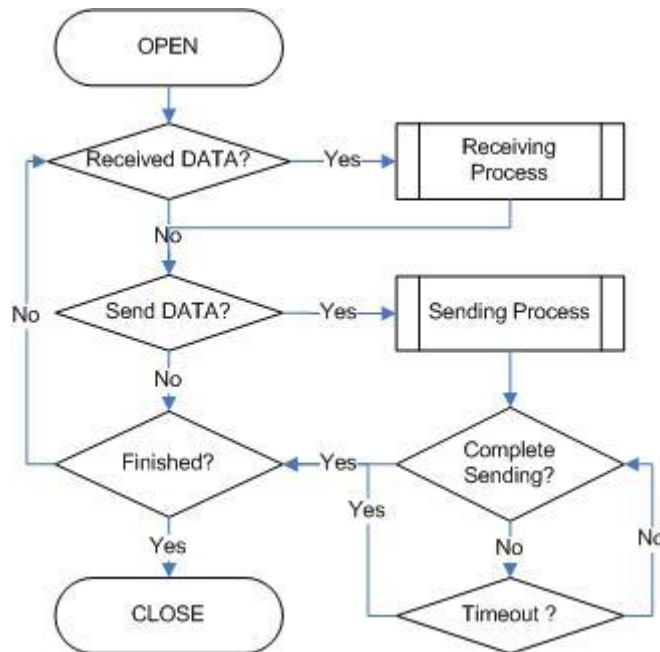 OPEN
Received DATA?
Yes
Receiving
Process
No
Send DATA?
Yes
Sending Process
No
No
Finished?
Yes
Complete
Sending?
Yes
Yes
No
No
CLOSE
Timeout ?